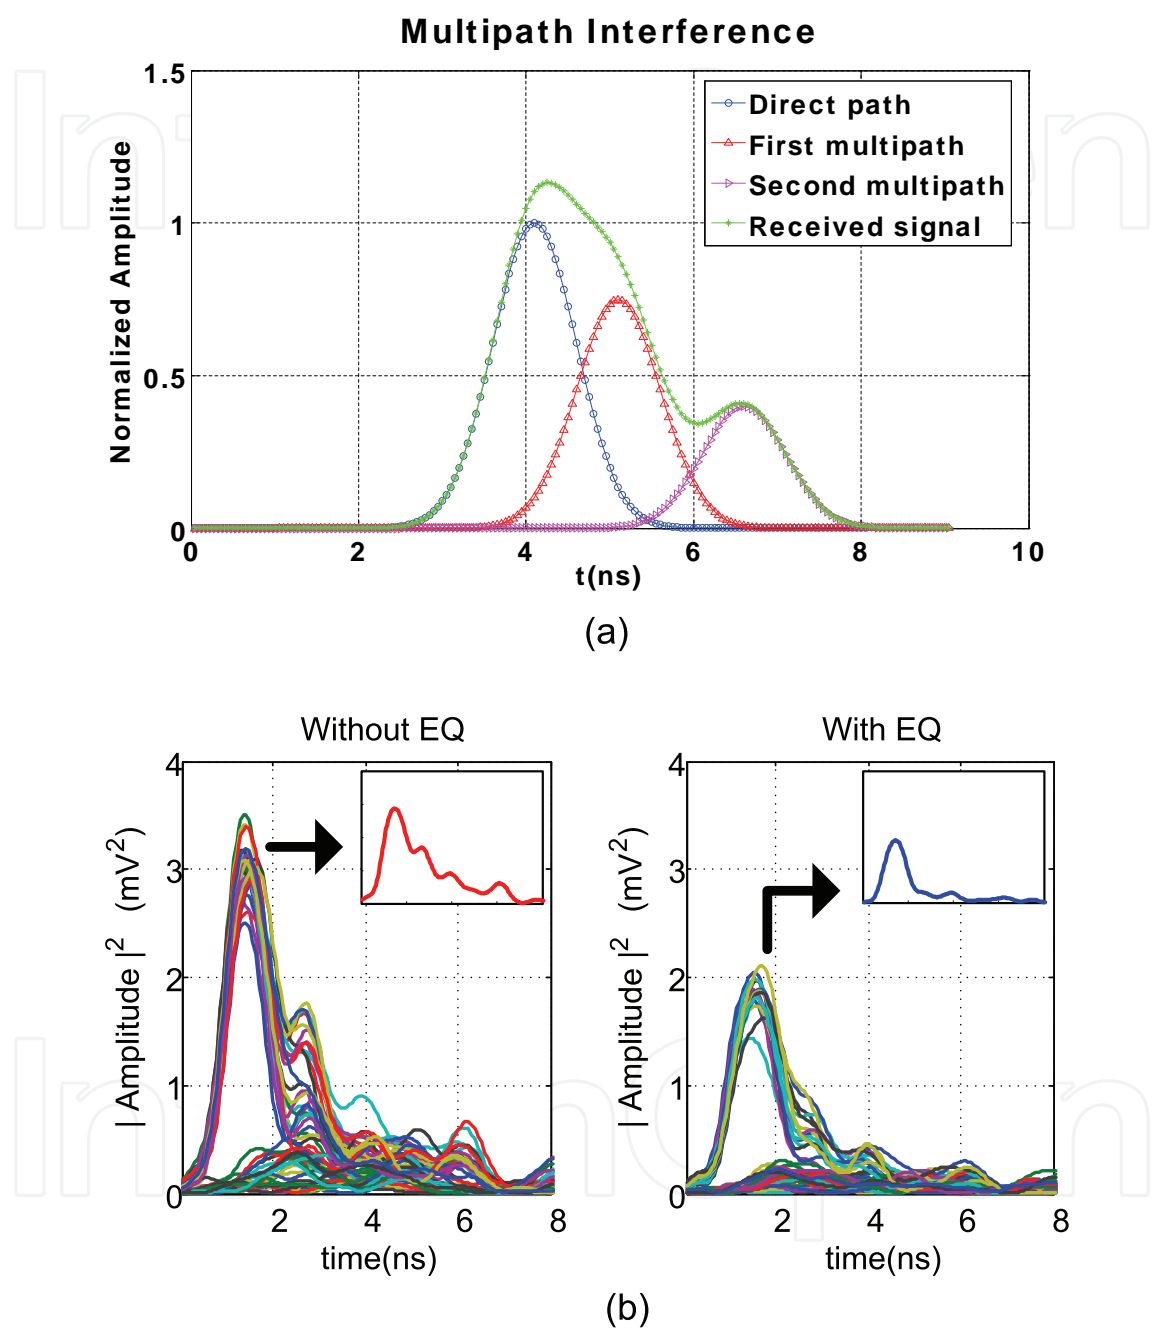 Multipath Interference
1.5
1
0.5
0
Normalized Amplitude
Direct path
First multipath
Second multipath
Received signal
0 2 4 6 8 10
t(ns)
(a)
Without EQ
4
3
2
1
0
| Amplitude |² (mV²)
2 4 6 8
time(ns)
With EQ
4
3
2
1
0
| Amplitude |² (mV²)
2 4 6 8
time(ns)
(b)